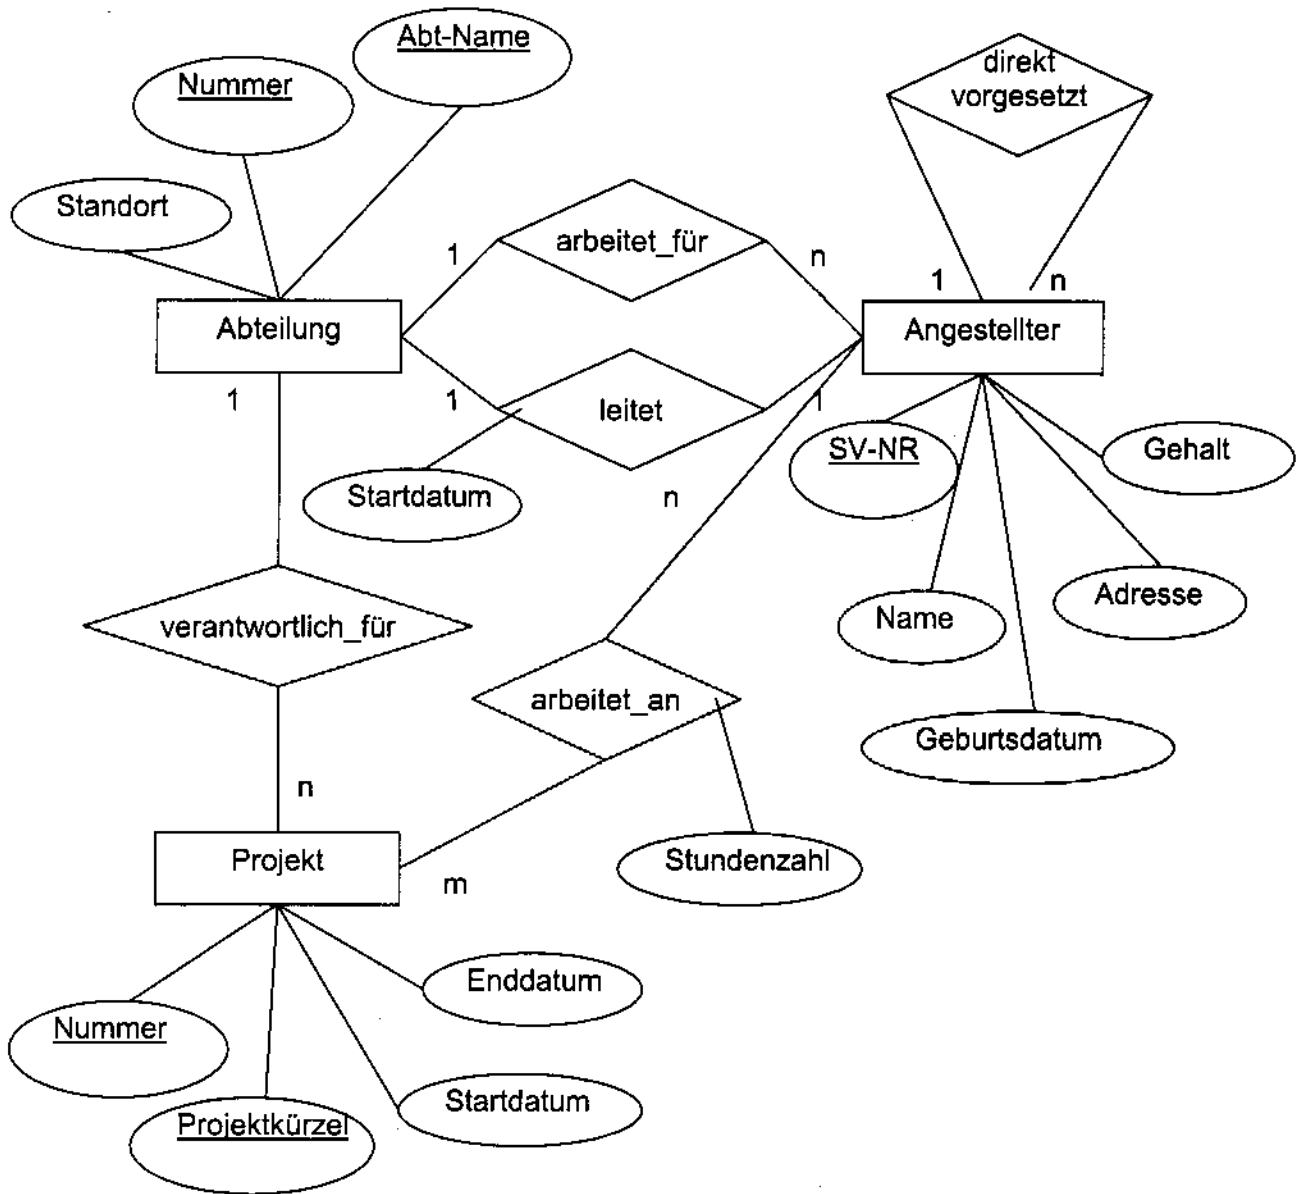 Abt-Name
Nummer
direkt
vorgesetzt
Standort
arbeitet_für
1
n
1
n
Abteilung
Angestellter
1
1
leitet
1
SV-NR
Gehalt
Startdatum
n
Adresse
Name
verantwortlich_für
arbeitet_an
Geburtsdatum
n
Projekt
Stundenzahl
m
Enddatum
Nummer
Startdatum
Projektkürzel